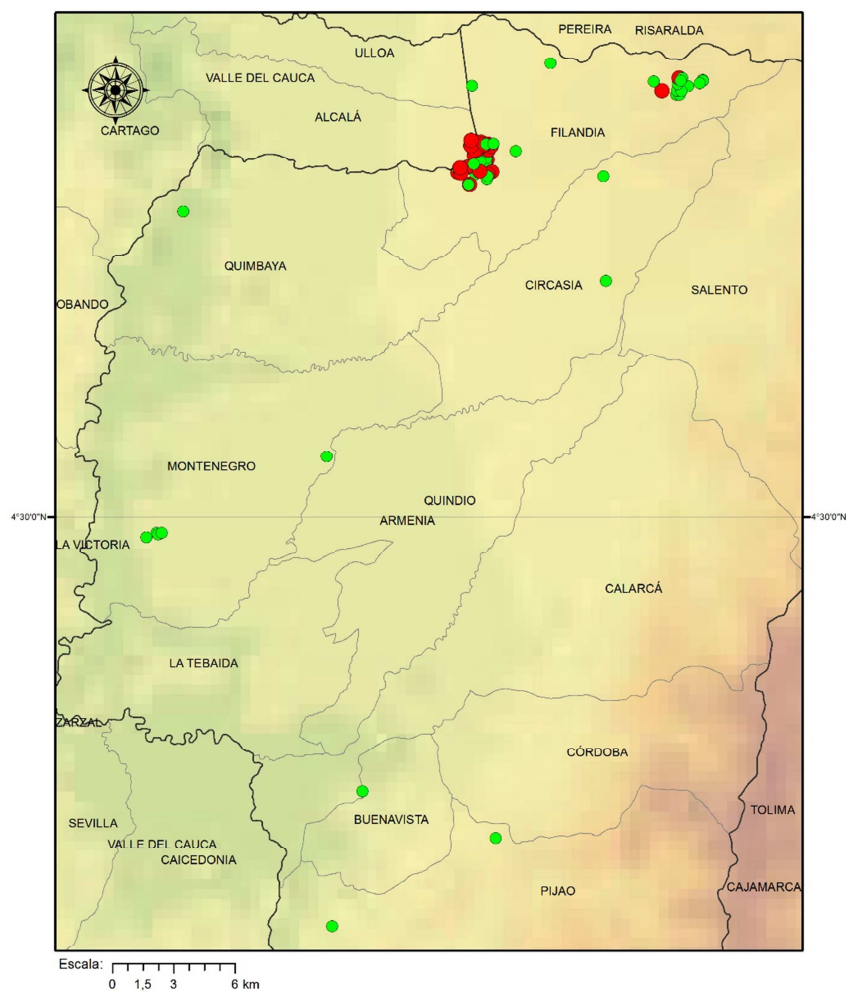 PEREIRA RISARALDA
ULLOA
VALLE DEL CAUCA
ALCALÁ
CARTAGO
FILANDIA
QUIMBAYA
CIRCASIA
SALENTO
OBANDO
MONTENEGRO
QUINDIO
ARMENIA
4°30'0"N 4°30'0"N
LA VICTORIA
CALARCÁ
LA TEBAIDA
ZARZAL
CÓRDOBA
TOLIMA
BUENAVISTA
SEVILLA
VALLE DEL CAUCA
CAICEDONIA
PIJAO
CAJAMARCA
Escala:
0 1,5 3 6 km